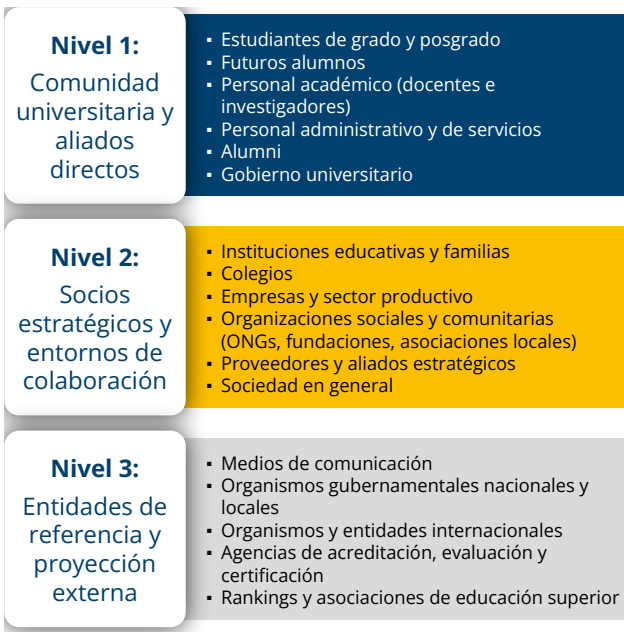 Nivel 1:
Comunidad
universitaria y
aliados
directos
▪ Estudiantes de grado y posgrado
▪ Futuros alumnos
▪ Personal académico (docentes e
investigadores)
▪ Personal administrativo y de servicios
▪ Alumni
▪ Gobierno universitario
Nivel 2:
Socios
estratégicos y
entornos de
colaboración
▪ Instituciones educativas y familias
▪ Colegios
▪ Empresas y sector productivo
▪ Organizaciones sociales y comunitarias
(ONGs, fundaciones, asociaciones locales)
▪ Proveedores y aliados estratégicos
▪ Sociedad en general
Nivel 3:
Entidades de
referencia y
proyección
externa
▪ Medios de comunicación
▪ Organismos gubernamentales nacionales y
locales
▪ Organismos y entidades internacionales
▪ Agencias de acreditación, evaluación y
certificación
▪ Rankings y asociaciones de educación superior